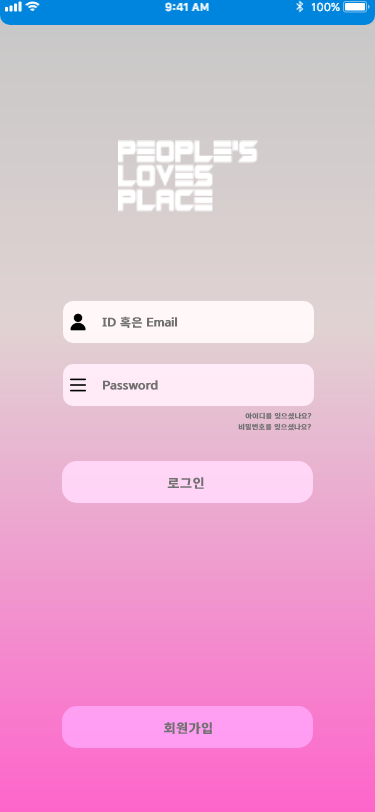 9:41 AM
100%
PEOPLE'S
LOVES
PLACE
ID 혹은 Email
Password
아이디를 잊으셨나요?
비밀번호를 잊으셨나요?
로그인
회원가입